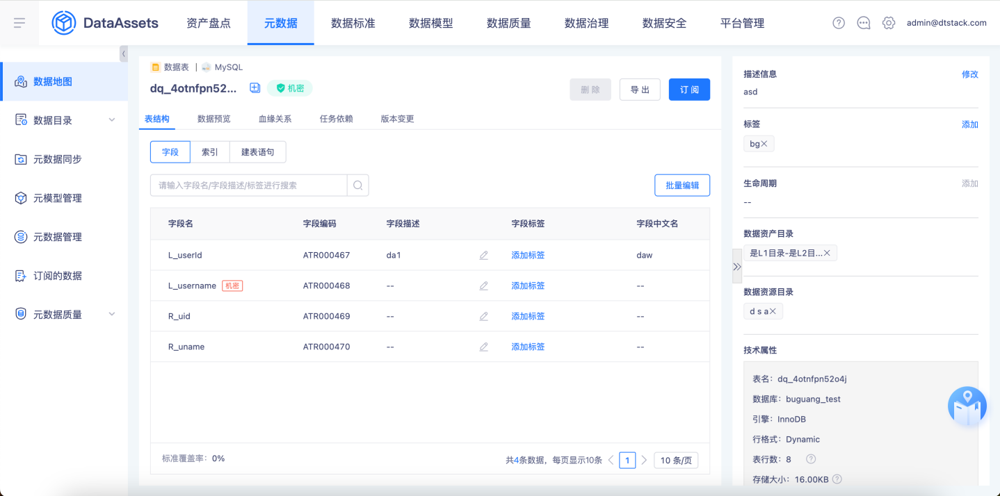 DataAssets
资产盘点
元数据
数据标准
数据模型
数据质量
数据治理
数据安全
平台管理
admin@dtstack.com
数据地图
数据目录
元数据同步
元模型管理
元数据管理
订阅的数据
元数据质量
数据表 | MySQL
dq_4otnfpn52... 机密
删 除
导 出
订 阅
表结构
数据预览
血缘关系
任务依赖
版本变更
字段
索引
建表语句
请输入字段名/字段描述/标签进行搜索
批量编辑
字段名 字段编码 字段描述 字段标签 字段中文名
L_userId ATR000467 da1 添加标签 daw
L_username 机密 ATR000468 -- 添加标签 --
R_uid ATR000469 -- 添加标签 --
R_uname ATR000470 -- 添加标签 --
标准覆盖率：0%
共4条数据，每页显示10条 1 10 条/页
描述信息 修改
asd
标签 添加
bg
生命周期 添加
--
数据资产目录
是L1目录-是L2目...
数据资源目录
d s a
技术属性
表名：dq_4otnfpn52o4j
数据库：buguang_test
引擎：InnoDB
行格式：Dynamic
表行数：8
存储大小：16.00KB